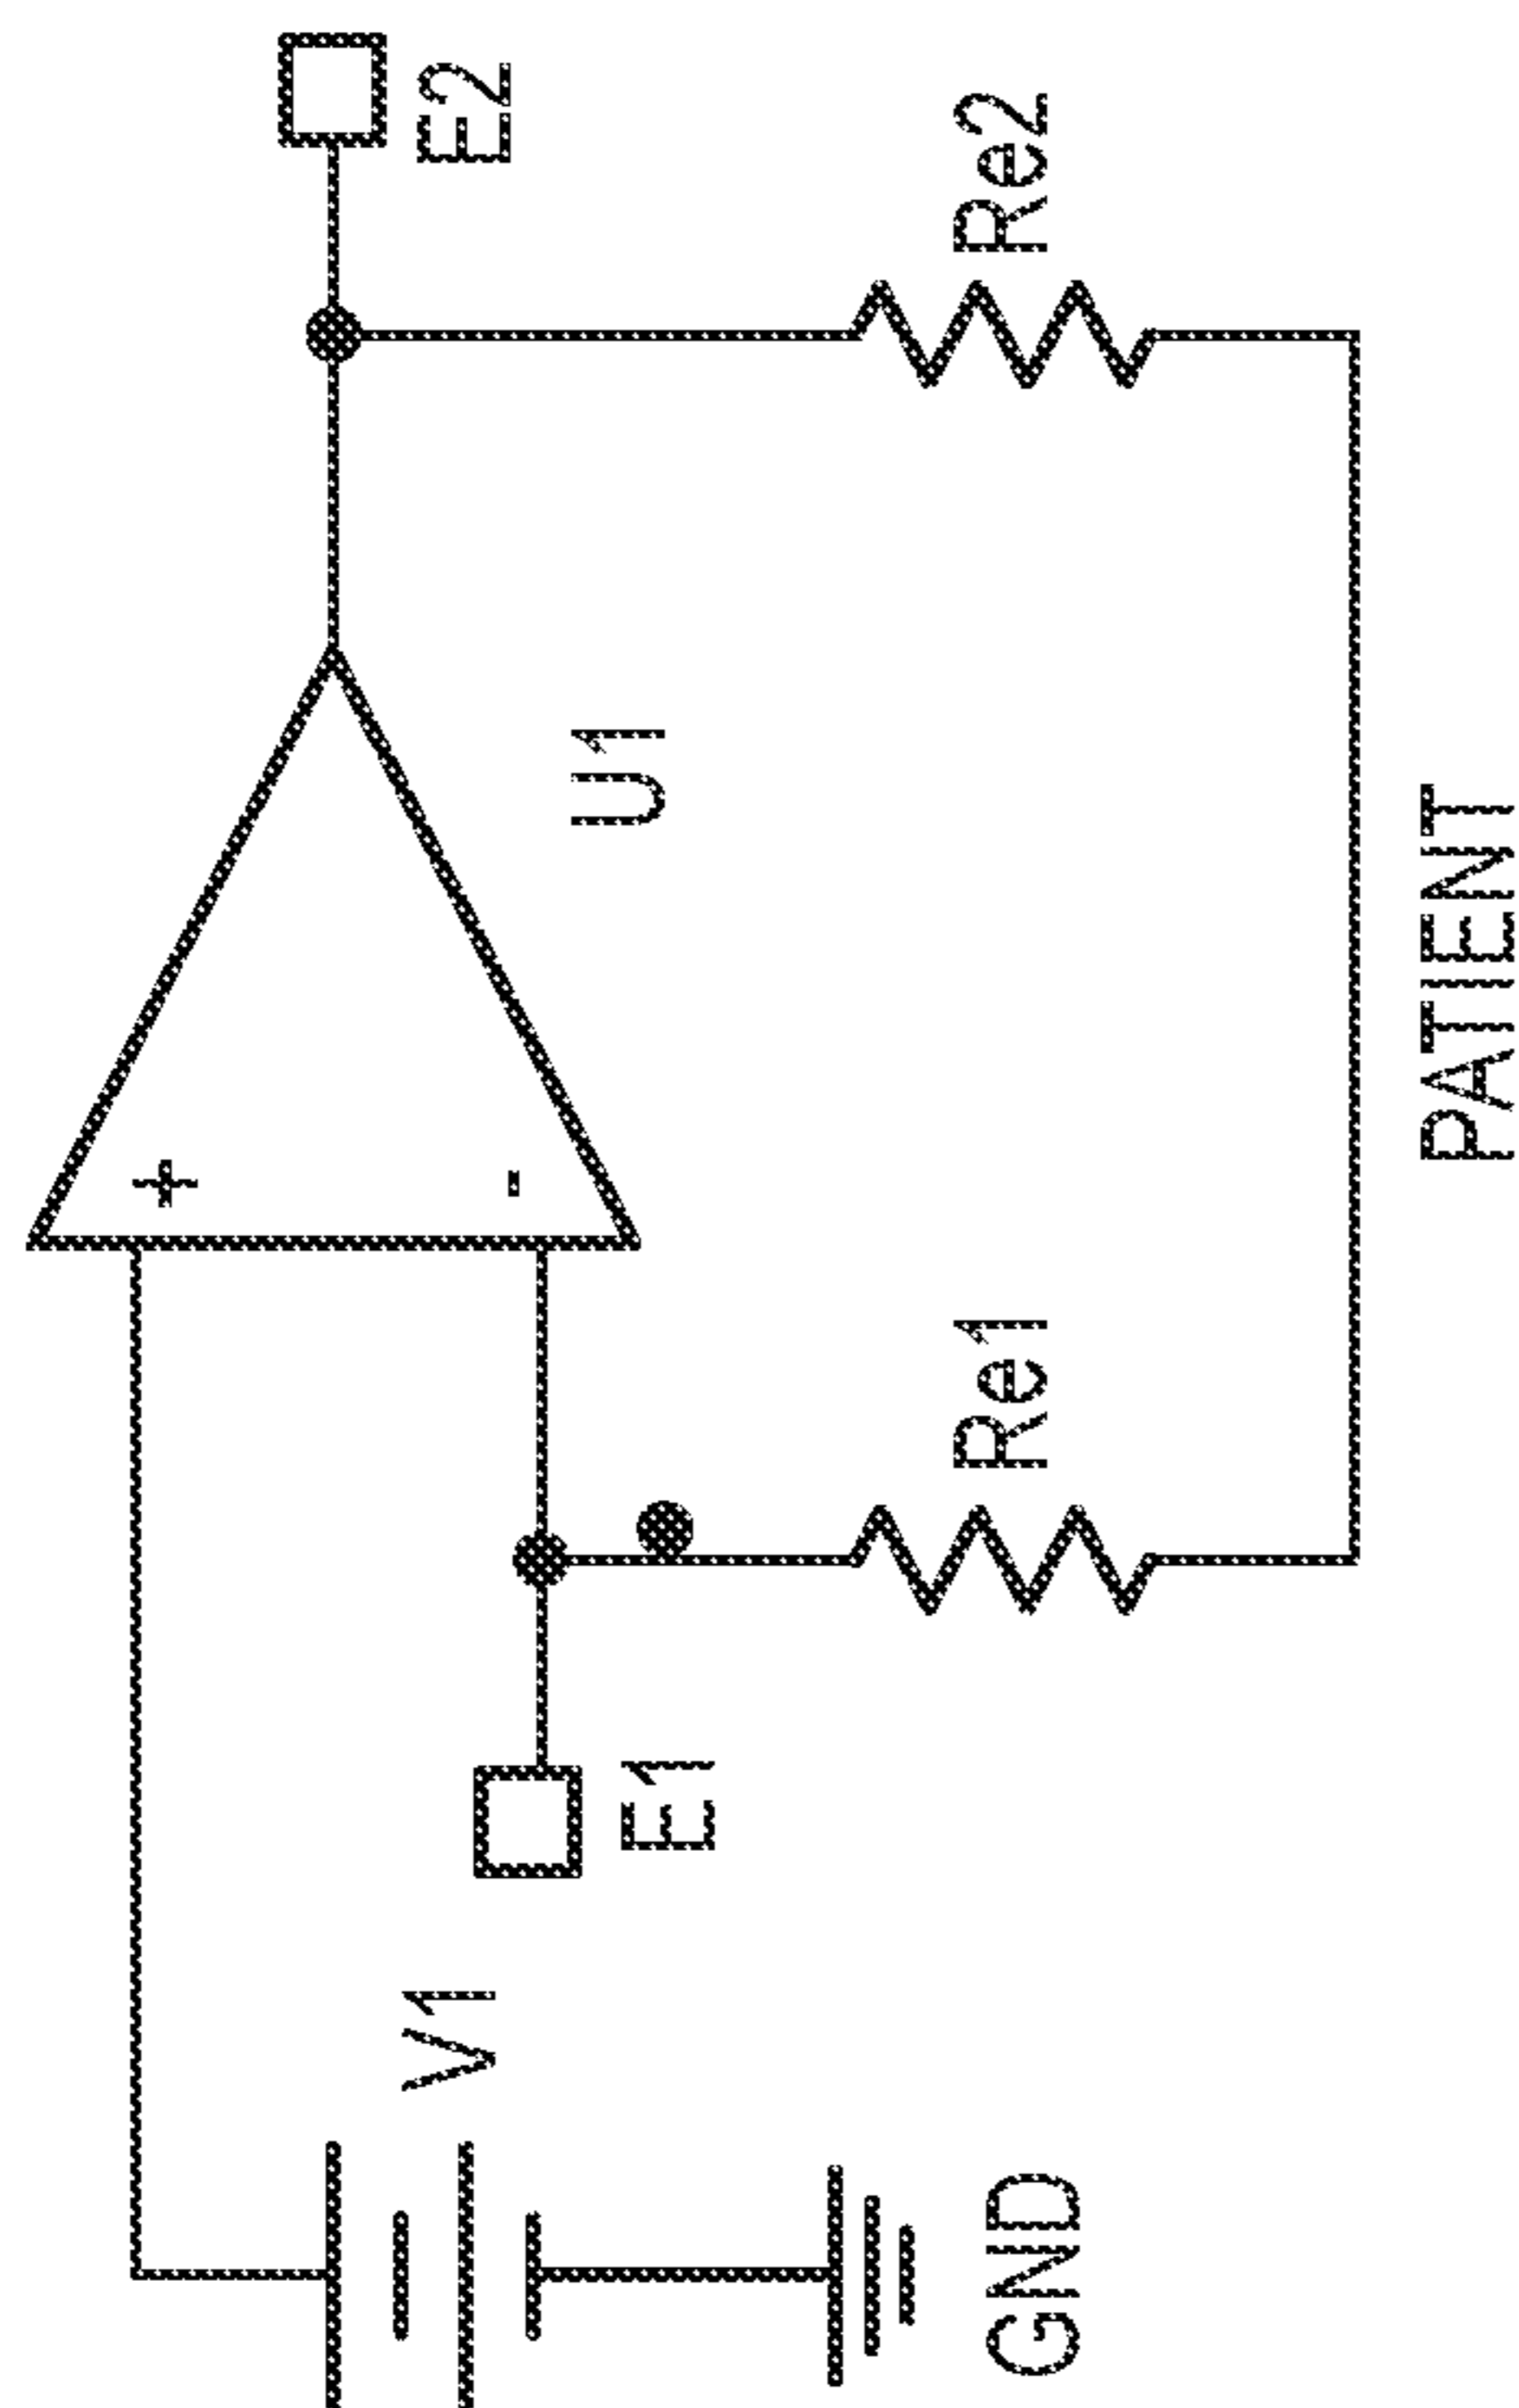 E2
Re2
U1
+
-
PATIENT
Re1
E1
V1
GND